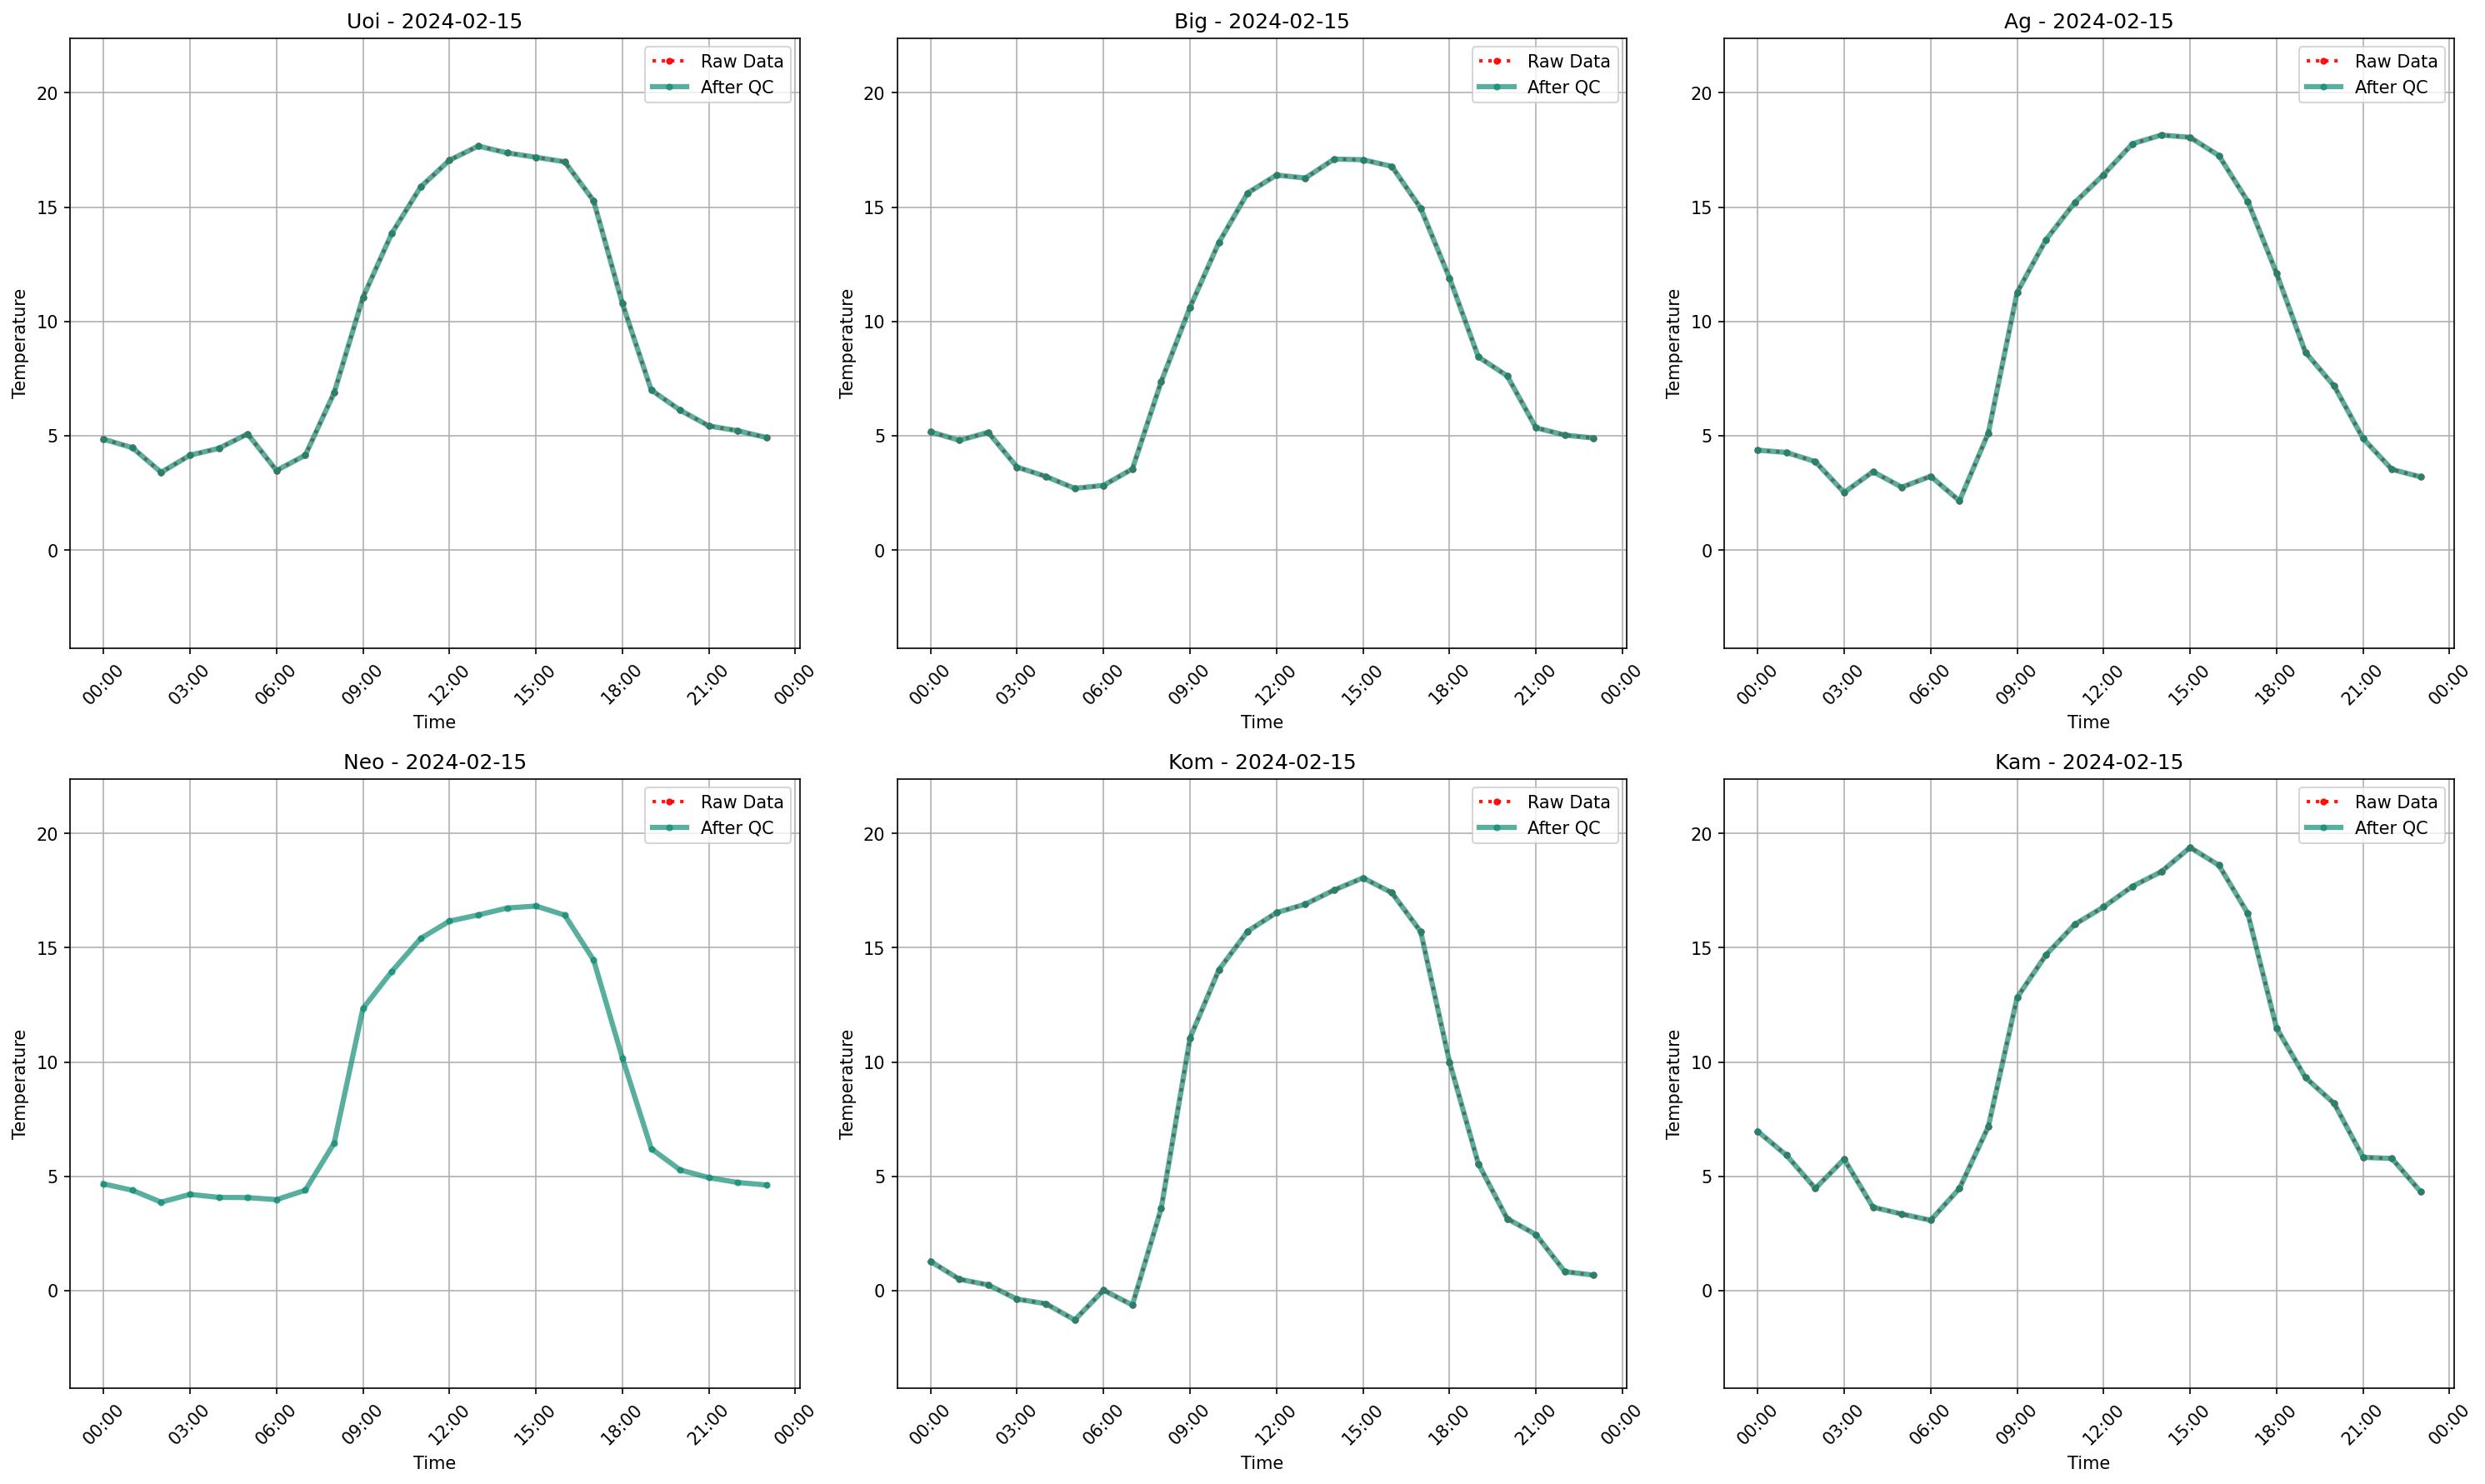 Uoi - 2024-02-15
Raw Data
After QC
Temperature
20
15
10
5
0
00:00
03:00
06:00
09:00
12:00
15:00
18:00
21:00
00:00
Time
Big - 2024-02-15
Raw Data
After QC
Temperature
20
15
10
5
0
00:00
03:00
06:00
09:00
12:00
15:00
18:00
21:00
00:00
Time
Ag - 2024-02-15
Raw Data
After QC
Temperature
20
15
10
5
0
00:00
03:00
06:00
09:00
12:00
15:00
18:00
21:00
00:00
Time
Neo - 2024-02-15
Raw Data
After QC
Temperature
20
15
10
5
0
00:00
03:00
06:00
09:00
12:00
15:00
18:00
21:00
00:00
Time
Kom - 2024-02-15
Raw Data
After QC
Temperature
20
15
10
5
0
00:00
03:00
06:00
09:00
12:00
15:00
18:00
21:00
00:00
Time
Kam - 2024-02-15
Raw Data
After QC
Temperature
20
15
10
5
0
00:00
03:00
06:00
09:00
12:00
15:00
18:00
21:00
00:00
Time